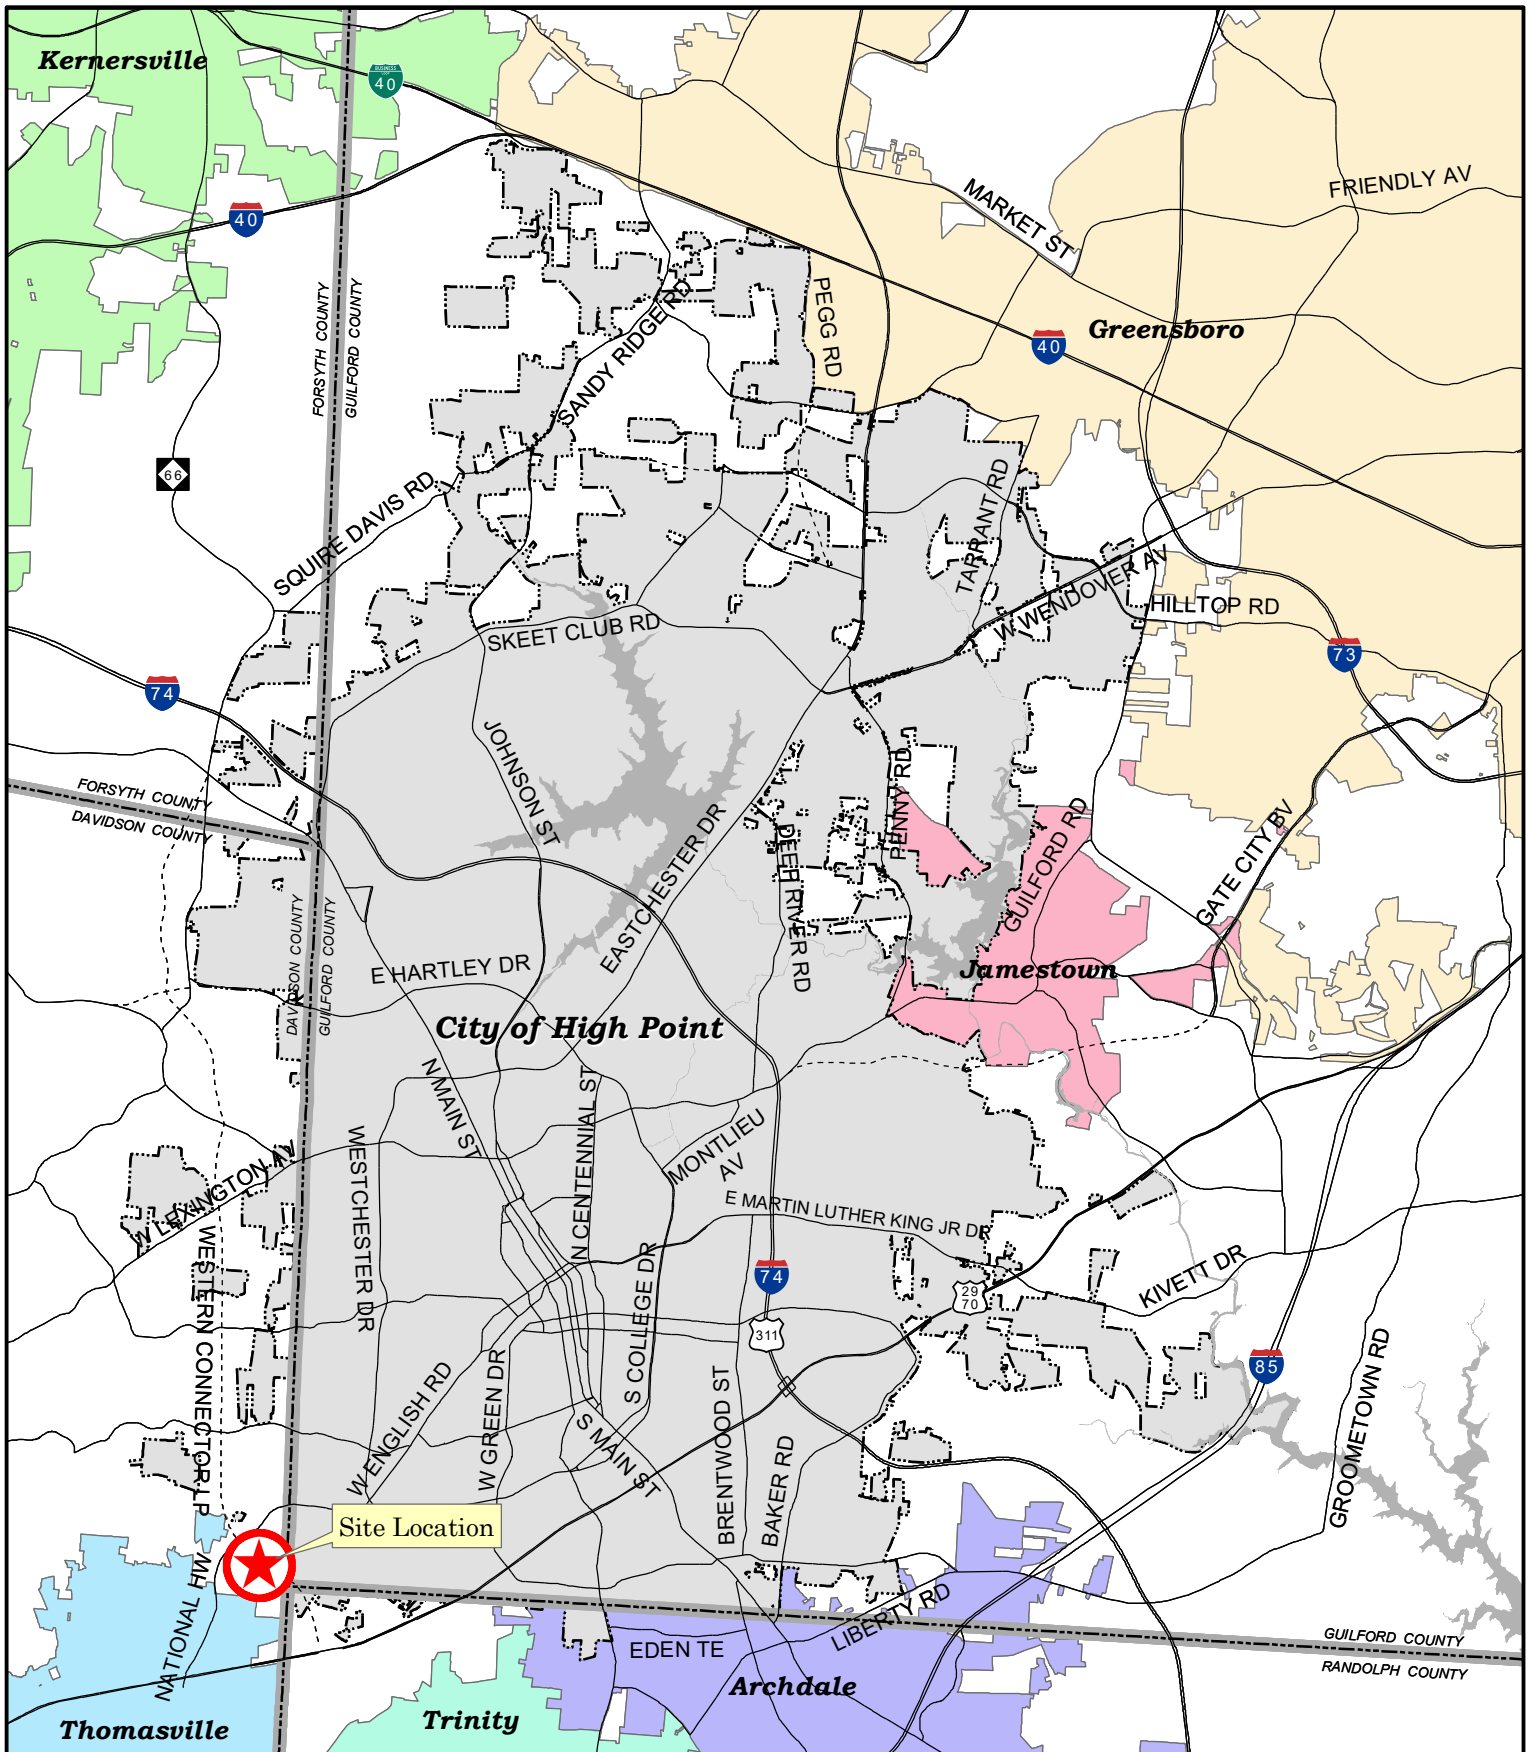 Kernersville
BUSINESS
LOOP
40
40
MARKET ST
FRIENDLY AV
FORSYTH COUNTY
GUILFORD COUNTY
PEGG RD
Greensboro
40
SANDY RIDGE RD
66
SQUIRE DAVIS RD
TARRANT RD
W WENDOVER AV
HILLTOP RD
SKEET CLUB RD
73
74
JOHNSON ST
PENNY RD
FORSYTH COUNTY
DAVIDSON COUNTY
EASTCHESTER DR
DEEP RIVER RD
GUILFORD RD
GATE CITY BV
DAVIDSON COUNTY
GUILFORD COUNTY
E HARTLEY DR
Jamestown
City of High Point
N MAIN ST
N CENTENNIAL ST
MONTLIEU
AV
WESTCHESTER DR
W LEXINGTON AV
E MARTIN LUTHER KING JR DR
WESTERN CONNECTOR LP
S COLLEGE DR
74
29
70
KIVETT DR
311
85
W ENGLISH RD
W GREEN DR
S MAIN ST
BRENTWOOD ST
BAKER RD
GROOMETOWN RD
Site Location
NATIONAL HW
LIBERTY RD
EDEN TE
GUILFORD COUNTY
RANDOLPH COUNTY
Archdale
Trinity
Thomasville